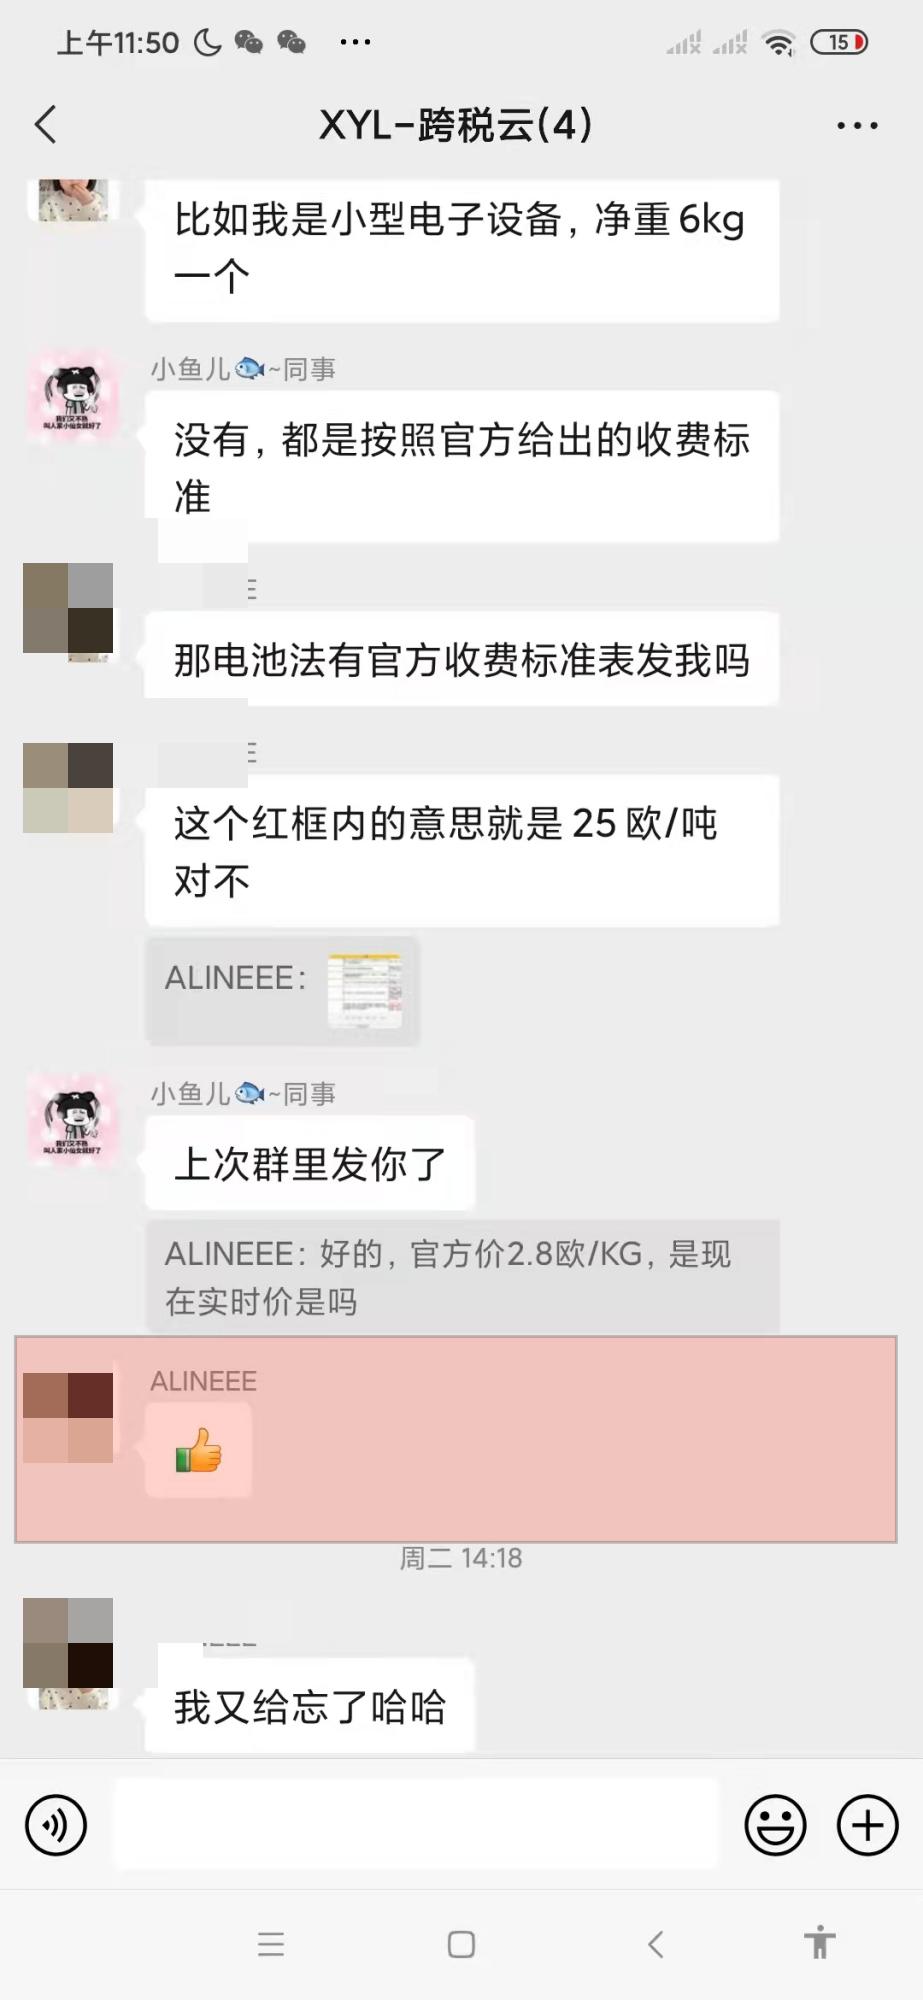 上午11:50
15
XYL-跨税云(4)
比如我是小型电子设备，净重6kg
一个
小鱼儿🐟~同事
没有，都是按照官方给出的收费标
准
那电池法有官方收费标准表发我吗
这个红框内的意思就是25欧/吨
对不
ALINEEE：
小鱼儿🐟~同事
上次群里发你了
ALINEEE：好的，官方价2.8欧/KG，是现
在实时价是吗
ALINEEE
周二 14:18
我又给忘了哈哈